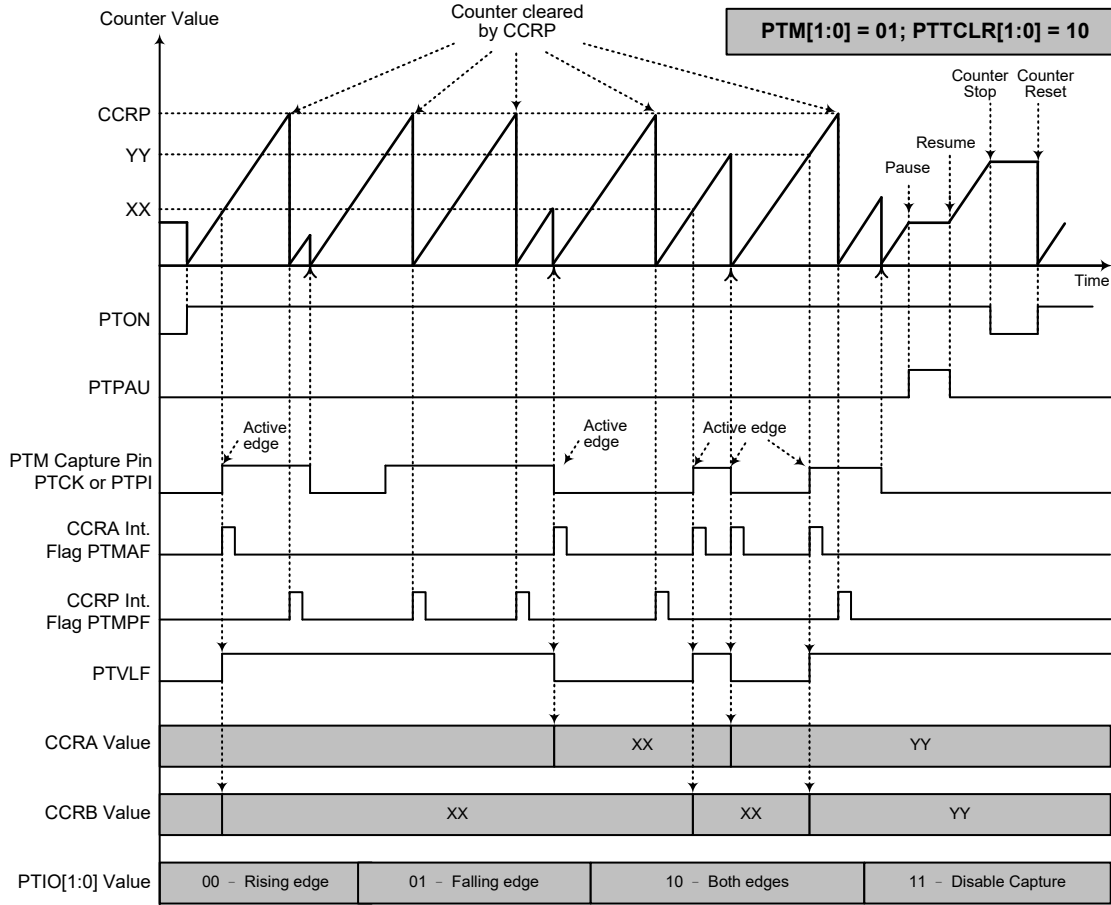 Counter Value
Counter cleared
by CCRP
PTM[1:0] = 01; PTTCLR[1:0] = 10
Counter
Stop
Counter
Reset
CCRP
YY
Resume
Pause
XX
Time
PTON
PTPAU
Active
edge
Active
edge
Active edge
PTM Capture Pin
PTCK or PTPI
CCRA Int.
Flag PTMAF
CCRP Int.
Flag PTMPF
PTVLF
CCRA Value
XX
YY
CCRB Value
XX
XX
YY
PTIO[1:0] Value
00 – Rising edge
01 – Falling edge
10 – Both edges
11 – Disable Capture